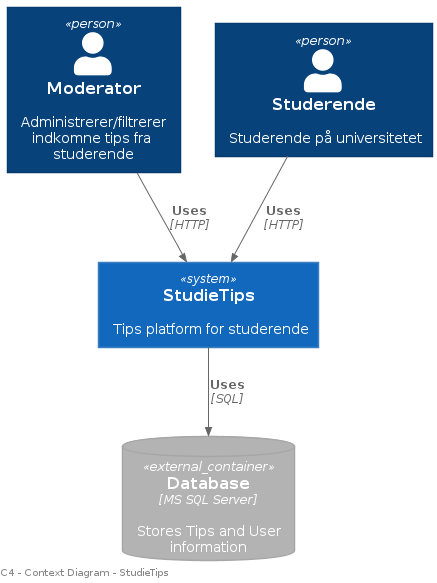 «person»
Moderator
Administrerer/filtrerer
indkomne tips fra
studerende
«person»
Studerende
Studerende på universitetet
Uses
[HTTP]
Uses
[HTTP]
«system»
StudieTips
Tips platform for studerende
Uses
[SQL]
«external_container»
Database
[MS SQL Server]
Stores Tips and User
information
C4 - Context Diagram - StudieTips